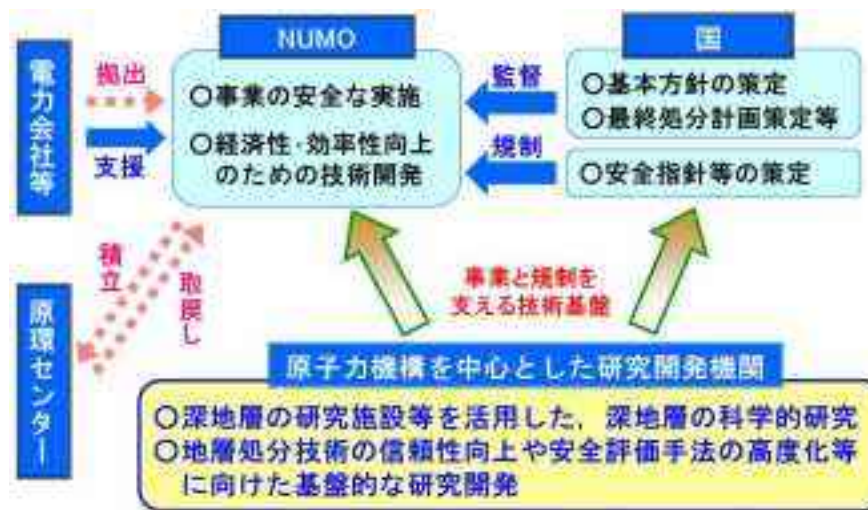 NUMO
国
電力会社等
拠出
支援
○事業の安全な実施
○経済性・効率性向上
のための技術開発
監督
規制
○基本方針の策定
○最終処分計画策定等
○安全指針等の策定
積立
取戻し
原環センター
事業と規制を
支える技術基盤
原子力機構を中心とした研究開発機関
○深地層の研究施設等を活用した，深地層の科学的研究
○地層処分技術の信頼性向上や安全評価手法の高度化等
に向けた基盤的な研究開発